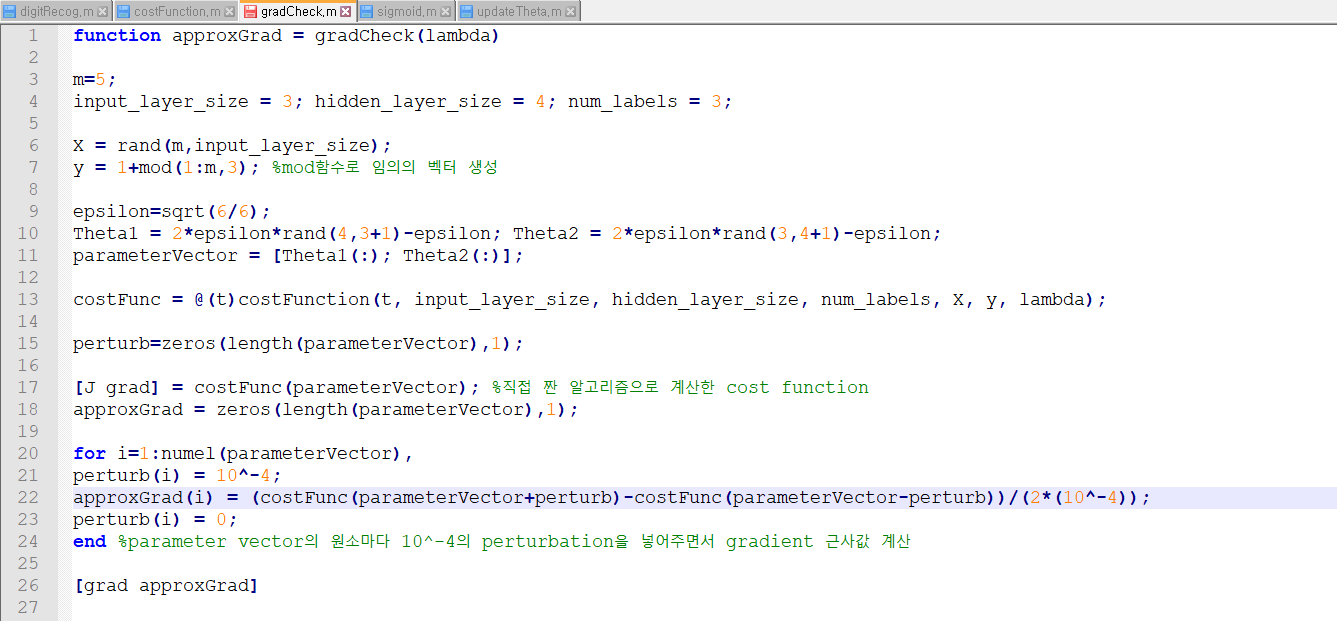 digitRecog.m costFunction.m gradCheck.m sigmoid.m updateTheta.m
1 function approxGrad = gradCheck(lambda)
2
3 m=5;
4 input_layer_size = 3; hidden_layer_size = 4; num_labels = 3;
5
6 X = rand(m,input_layer_size);
7 y = 1+mod(1:m,3); %mod함수로 임의의 벡터 생성
8
9 epsilon=sqrt(6/6);
10 Theta1 = 2*epsilon*rand(4,3+1)-epsilon; Theta2 = 2*epsilon*rand(3,4+1)-epsilon;
11 parameterVector = [Theta1(:); Theta2(:)];
12
13 costFunc = @(t)costFunction(t, input_layer_size, hidden_layer_size, num_labels, X, y, lambda);
14
15 perturb=zeros(length(parameterVector),1);
16
17 [J grad] = costFunc(parameterVector); %직접 짠 알고리즘으로 계산한 cost function
18 approxGrad = zeros(length(parameterVector),1);
19
20 for i=1:numel(parameterVector),
21 perturb(i) = 10^-4;
22 approxGrad(i) = (costFunc(parameterVector+perturb)-costFunc(parameterVector-perturb))/(2*(10^-4));
23 perturb(i) = 0;
24 end %parameter vector의 원소마다 10^-4의 perturbation을 넣어주면서 gradient 근사값 계산
25
26 [grad approxGrad]
27